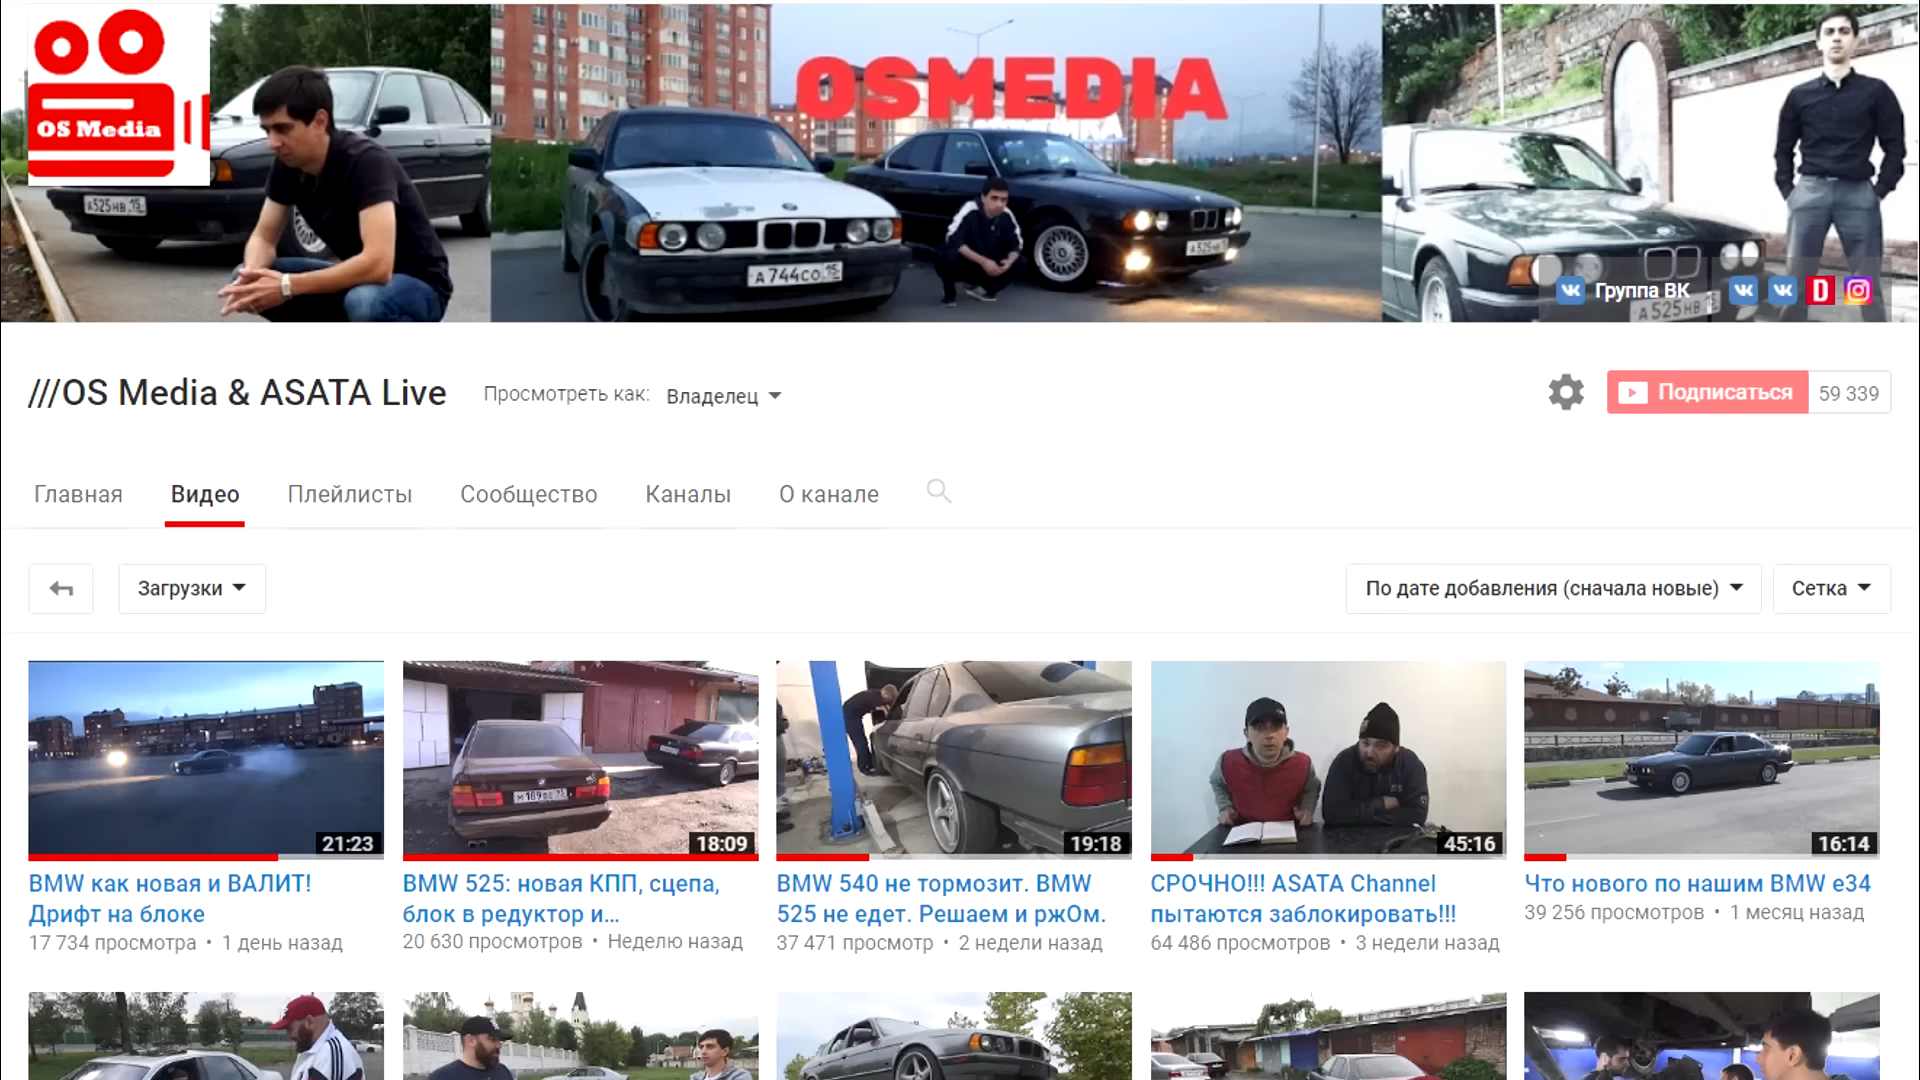 OS Media
OSMEDIA
А525НВ 15
А744СО 15
А525НВ
Группа ВК
///OS Media & ASATA Live
Просмотреть как: Владелец
Подписаться 59 339
Главная Видео Плейлисты Сообщество Каналы О канале
Загрузки
По дате добавления (сначала новые) Сетка
21:23 18:09 19:18 45:16 16:14
BMW как новая и ВАЛИТ!
Дрифт на блоке
17 734 просмотра • 1 день назад
BMW 525: новая КПП, сцепа,
блок в редуктор и...
20 630 просмотров • Неделю назад
BMW 540 не тормозит. BMW
525 не едет. Решаем и ржОм.
37 471 просмотр • 2 недели назад
СРОЧНО!!! ASATA Channel
пытаются заблокировать!!!
64 486 просмотров • 3 недели назад
Что нового по нашим BMW e34
39 256 просмотров • 1 месяц назад